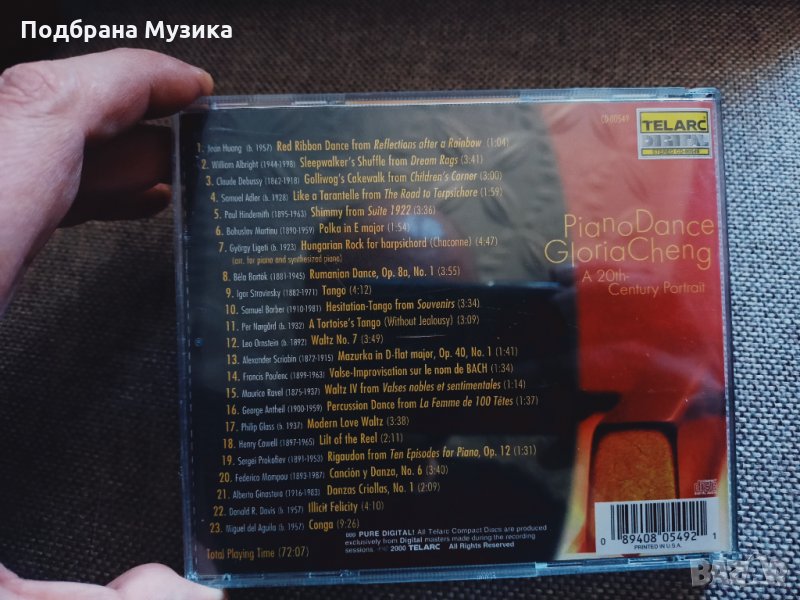 Подбрана Музика
CD-80549
TELARC
DIGITAL
STEREO CD-80549
1. Joan Huang (b. 1957) Red Ribbon Dance from Reflections after a Rainbow (1:04)
2. William Albright (1944-1998) Sleepwalker's Shuffle from Dream Rags (3:41)
3. Claude Debussy (1862-1918) Golliwog's Cakewalk from Children's Corner (3:00)
4. Samuel Adler (b. 1928) Like a Tarantelle from The Road to Terpsichore (1:59)
5. Paul Hindemith (1895-1963) Shimmy from Suite 1922 (3:36)
6. Bohuslav Martinu (1890-1959) Polka in E major (1:54)
7. György Ligeti (b. 1923) Hungarian Rock for harpsichord (Chaconne) (4:47)
(arr. for piano and synthesized piano)
8. Béla Bartók (1881-1945) Rumanian Dance, Op. 8a, No. 1 (3:55)
9. Igor Stravinsky (1882-1971) Tango (4:12)
10. Samuel Barber (1910-1981) Hesitation-Tango from Souvenirs (3:34)
11. Per Nørgård (b. 1932) A Tortoise's Tango (Without Jealousy) (3:09)
12. Leo Ornstein (b. 1892) Waltz No. 7 (3:49)
13. Alexander Scriabin (1872-1915) Mazurka in D-flat major, Op. 40, No. 1 (1:41)
14. Francis Poulenc (1899-1963) Valse-Improvisation sur le nom de BACH (1:34)
15. Maurice Ravel (1875-1937) Waltz IV from Valses nobles et sentimentales (1:14)
16. George Antheil (1900-1959) Percussion Dance from La Femme de 100 Têtes (1:37)
17. Philip Glass (b. 1937) Modern Love Waltz (3:38)
18. Henry Cowell (1897-1965) Lilt of the Reel (2:11)
19. Sergei Prokofiev (1891-1953) Rigaudon from Ten Episodes for Piano, Op. 12 (1:31)
20. Federico Mompou (1893-1987) Canción y Danza, No. 6 (3:40)
21. Alberto Ginastera (1916-1983) Danzas Criollas, No. 1 (2:09)
22. Donald R. Davis (b. 1957) Illicit Felicity (4:10)
23. Miguel del Aguila (b. 1957) Conga (9:26)
Total Playing Time (72:07)
PianoDance
GloriaCheng
A 20th-
Century Portrait
PURE DIGITAL! All Telarc Compact Discs are produced
exclusively from Digital masters made during the recording
sessions. 2000 TELARC All Rights Reserved
0 89408 05492 1
PRINTED IN U.S.A.
BAZAR